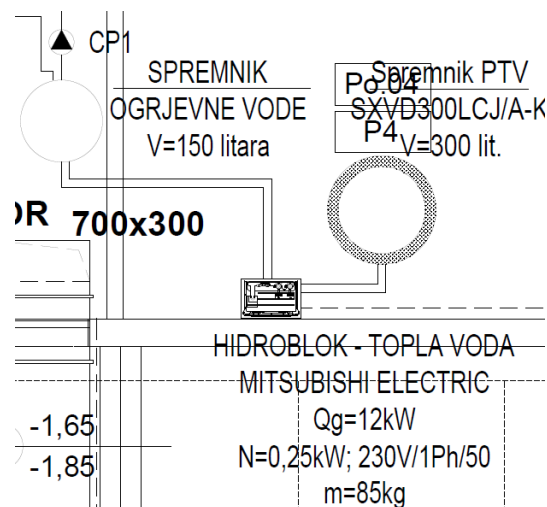 CP1
SPREMNIK
OGRJEVNE VODE
V=150 litara
Po.04
P4
Spremnik PTV
SXVD300LCJ/A-K
V=300 lit.
OR
700x300
HIDROBLOK - TOPLA VODA
MITSUBISHI ELECTRIC
Qg=12kW
N=0,25kW; 230V/1Ph/50
m=85kg
-1,65
-1,85